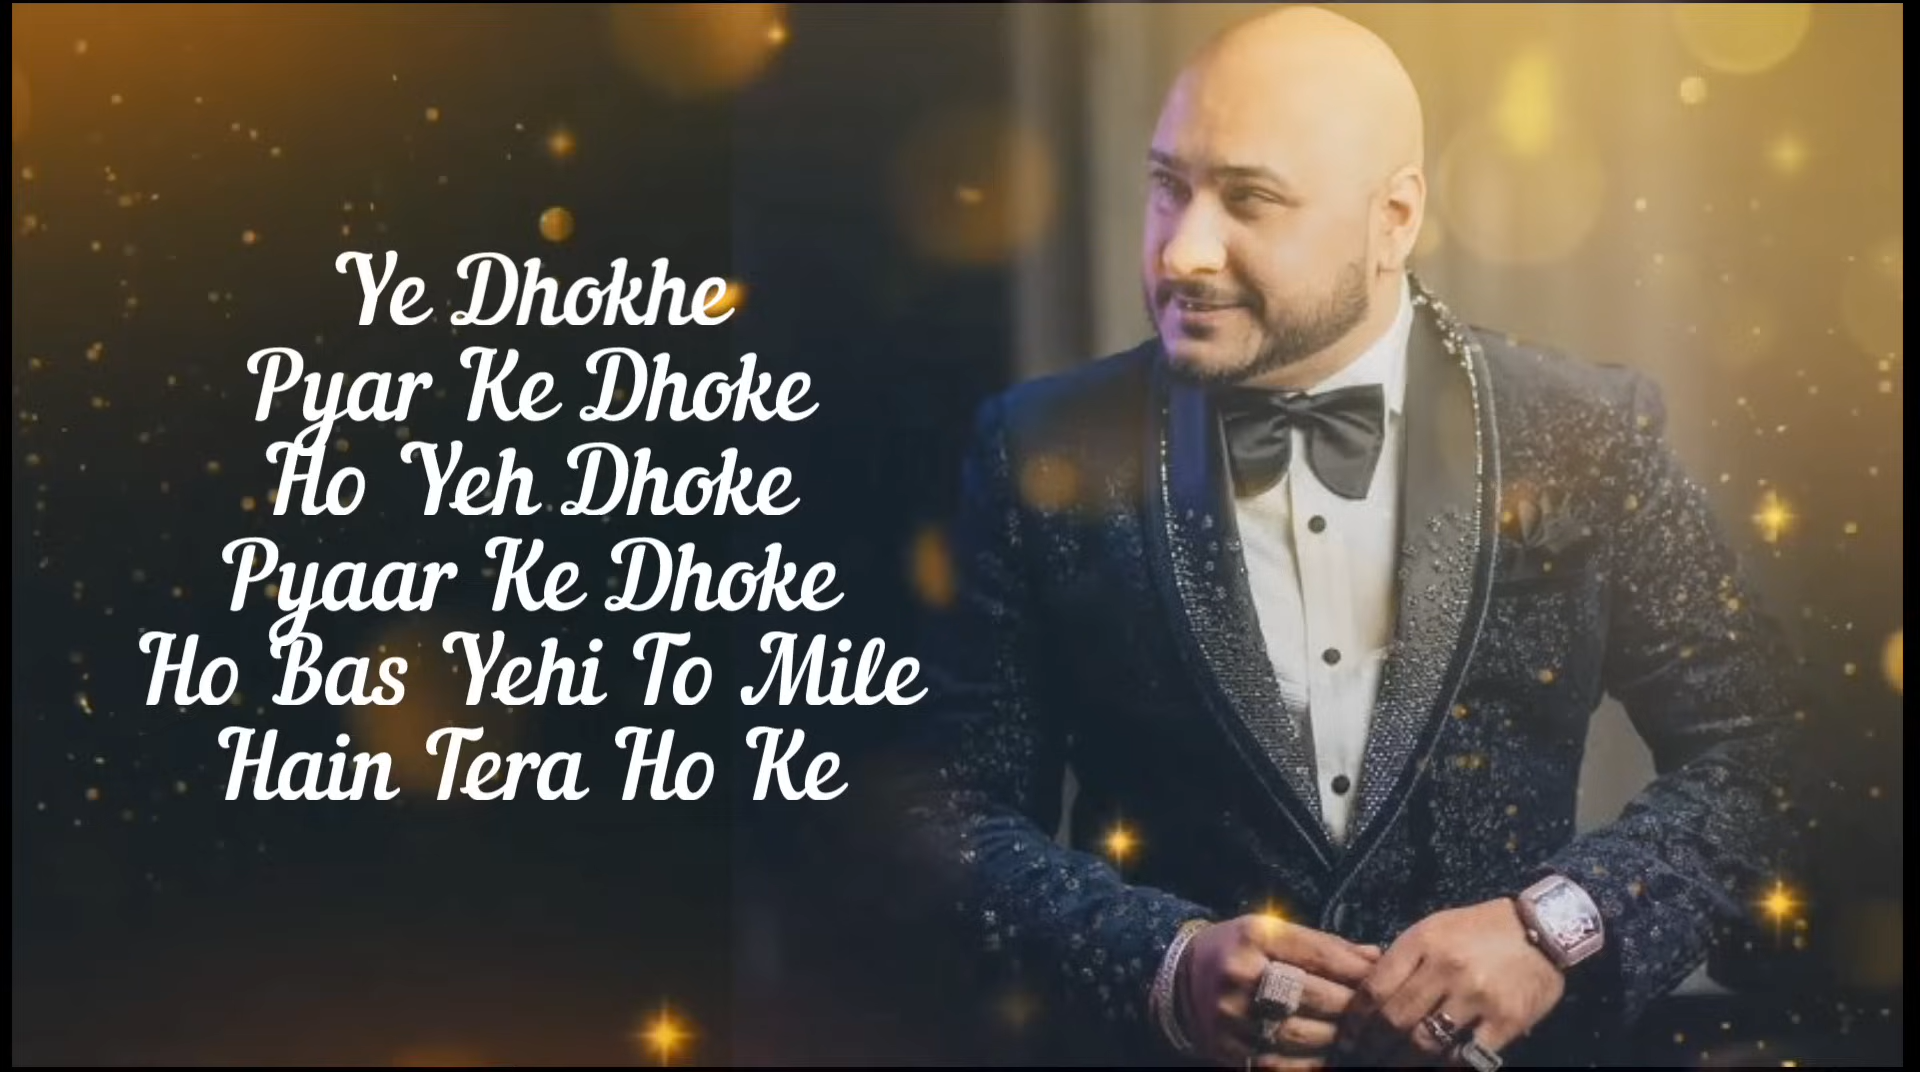 Ye Dhokhe
Pyar Ke Dhoke
Ho Yeh Dhoke
Pyaar Ke Dhoke
Ho Bas Yehi To Mile
Hain Tera Ho Ke